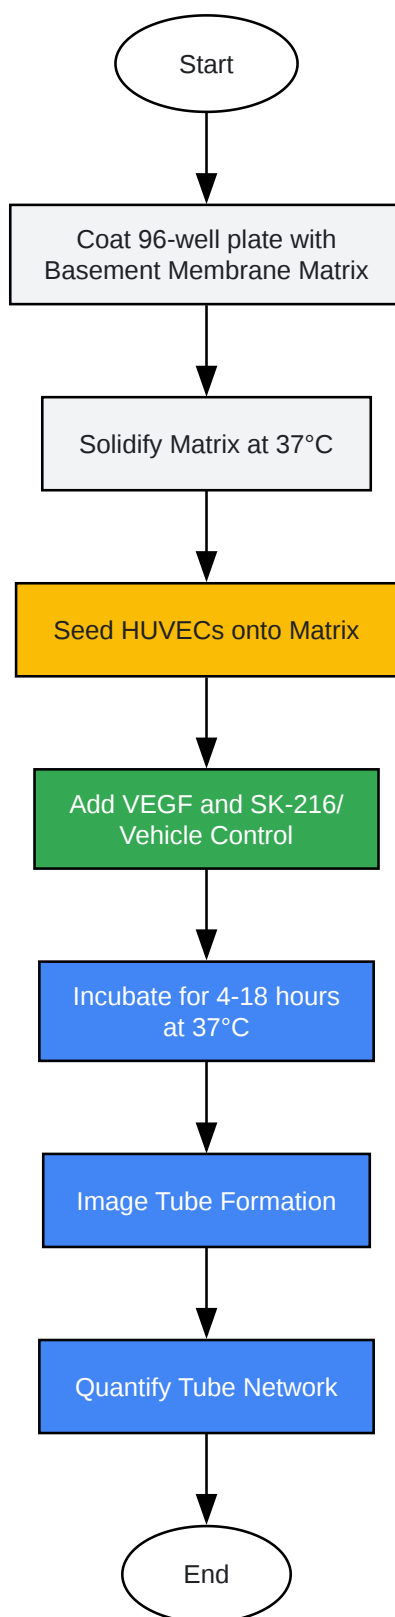 Start
Coat 96-well plate with
Basement Membrane Matrix
Solidify Matrix at 37°C
Seed HUVECs onto Matrix
Add VEGF and SK-216/
Vehicle Control
Incubate for 4-18 hours
at 37°C
Image Tube Formation
Quantify Tube Network
End